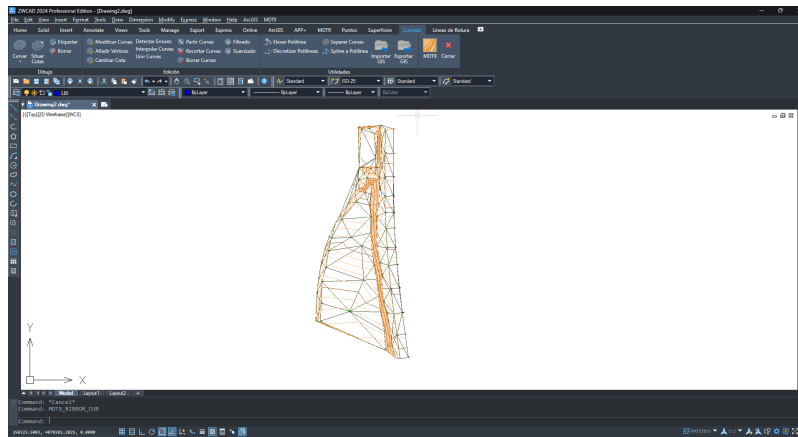 ZWCAD 2024 Professional Edition - [Drawing2.dwg]
File Edit View Insert Format Tools Draw Dimension Modify Express Window Help ArcGIS MDT9
Home Solid Insert Annotate Views Tools Manage Export Express Online ArcGIS APP+ MDT9 Puntos Superficies Curvado Líneas de Rotura
Etiquetar Modificar Curvas Detectar Errores Partir Curvas Filtrado Elevar Polilínea Separar Curvas
Borrar Añadir Vértices Interpolar Curvas Recortar Curvas Suavizado Discretizar Polilíneas Spline a Polilínea
Cambiar Cota Unir Curvas Borrar Curvas
Curvar Situar Cotas Importar GIS Exportar GIS MDT9 Cerrar
Dibujo Edición Utilidades
Standard ISO-25 Standard Standard
ByLayer ByLayer ByLayer ByColor
Drawing2.dwg*
[-][Top][2D Wireframe][WCS]
Y
X
Model Layout1 Layout2 +
Command: *Cancel*
Command: MDT9_RIBBON_CUR
Command: